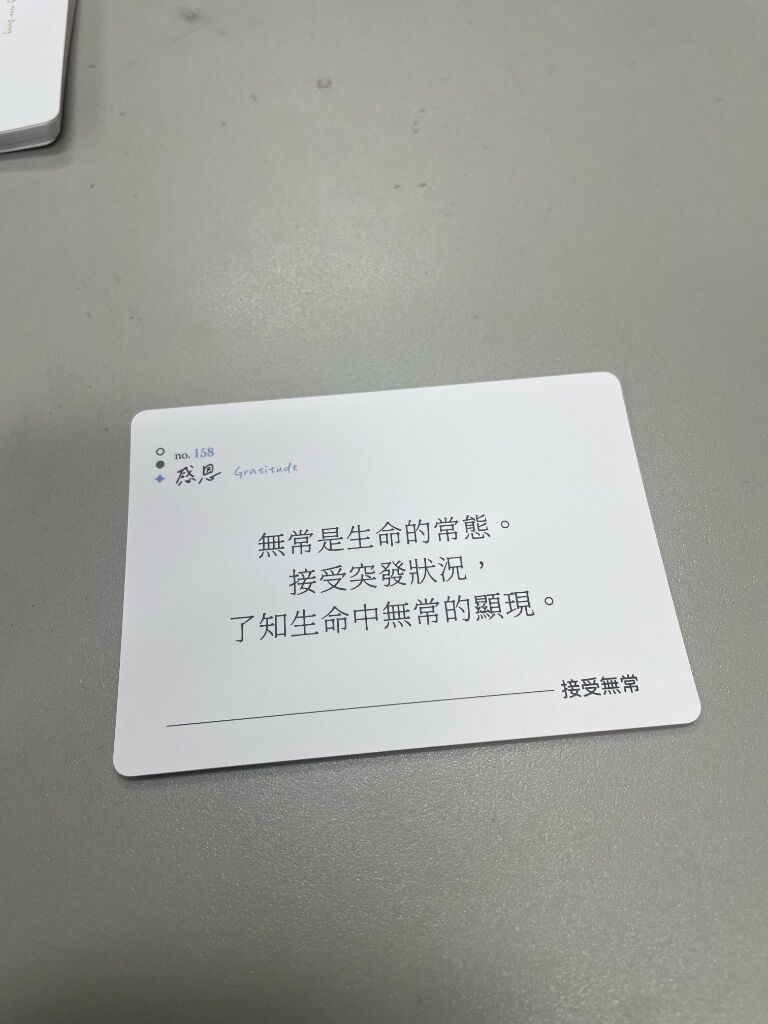 no. 158
感恩 Gratitude
無常是生命的常態。
接受突發狀況，
了知生命中無常的顯現。
接受無常